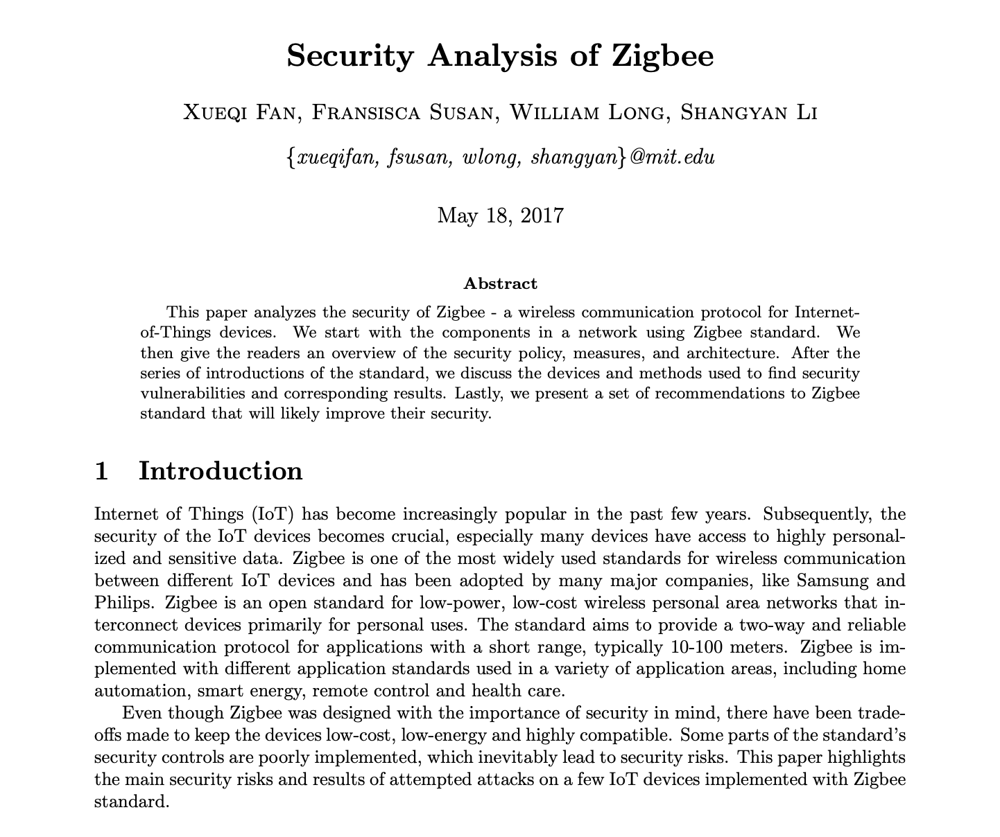 Security Analysis of Zigbee
Xueqi Fan, Fransisca Susan, William Long, Shangyan Li
{xueqifan, fsusan, wlong, shangyan}@mit.edu
May 18, 2017
Abstract
This paper analyzes the security of Zigbee - a wireless communication protocol for Internet-
of-Things devices. We start with the components in a network using Zigbee standard. We
then give the readers an overview of the security policy, measures, and architecture. After the
series of introductions of the standard, we discuss the devices and methods used to find security
vulnerabilities and corresponding results. Lastly, we present a set of recommendations to Zigbee
standard that will likely improve their security.
1 Introduction
Internet of Things (IoT) has become increasingly popular in the past few years. Subsequently, the
security of the IoT devices becomes crucial, especially many devices have access to highly personal-
ized and sensitive data. Zigbee is one of the most widely used standards for wireless communication
between different IoT devices and has been adopted by many major companies, like Samsung and
Philips. Zigbee is an open standard for low-power, low-cost wireless personal area networks that in-
terconnect devices primarily for personal uses. The standard aims to provide a two-way and reliable
communication protocol for applications with a short range, typically 10-100 meters. Zigbee is im-
plemented with different application standards used in a variety of application areas, including home
automation, smart energy, remote control and health care.
Even though Zigbee was designed with the importance of security in mind, there have been trade-
offs made to keep the devices low-cost, low-energy and highly compatible. Some parts of the standard's
security controls are poorly implemented, which inevitably lead to security risks. This paper highlights
the main security risks and results of attempted attacks on a few IoT devices implemented with Zigbee
standard.